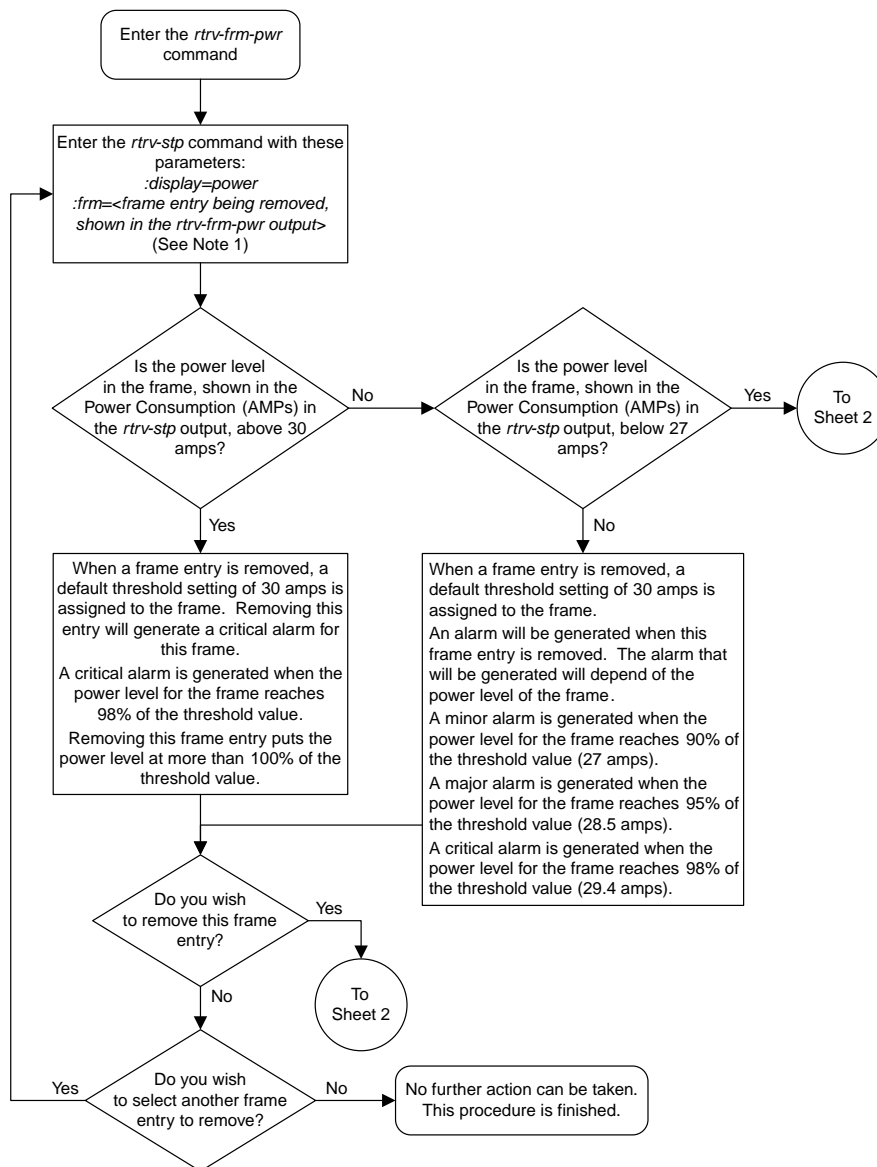 Enter the rtrv-frm-pwr
command
Enter the rtrv-stp command with these
parameters:
:display=power
:frm=<frame entry being removed,
shown in the rtrv-frm-pwr output>
(See Note 1)
Is the power level
in the frame, shown in the
Power Consumption (AMPs) in
the rtrv-stp output, above 30
amps?
No
Is the power level
in the frame, shown in the
Power Consumption (AMPs) in
the rtrv-stp output, below 27
amps?
Yes
To
Sheet 2
Yes
No
When a frame entry is removed, a
default threshold setting of 30 amps is
assigned to the frame. Removing this
entry will generate a critical alarm for
this frame.
A critical alarm is generated when the
power level for the frame reaches
98% of the threshold value.
Removing this frame entry puts the
power level at more than 100% of the
threshold value.
When a frame entry is removed, a
default threshold setting of 30 amps is
assigned to the frame.
An alarm will be generated when this
frame entry is removed. The alarm that
will be generated will depend of the
power level of the frame.
A minor alarm is generated when the
power level for the frame reaches 90% of
the threshold value (27 amps).
A major alarm is generated when the
power level for the frame reaches 95% of
the threshold value (28.5 amps).
A critical alarm is generated when the
power level for the frame reaches 98% of
the threshold value (29.4 amps).
Do you wish
to remove this frame
entry?
Yes
To
Sheet 2
No
Do you wish
to select another frame
entry to remove?
Yes
No
No further action can be taken.
This procedure is finished.